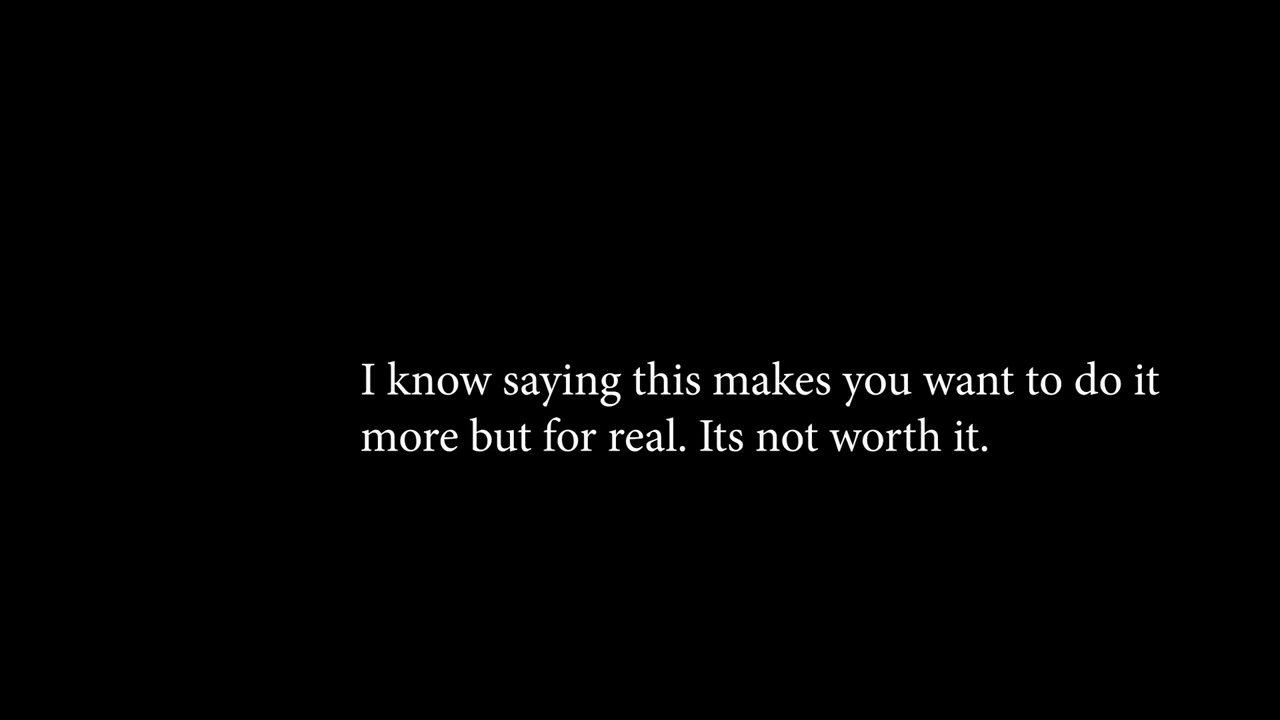 I know saying this makes you want to do it
more but for real. Its not worth it.